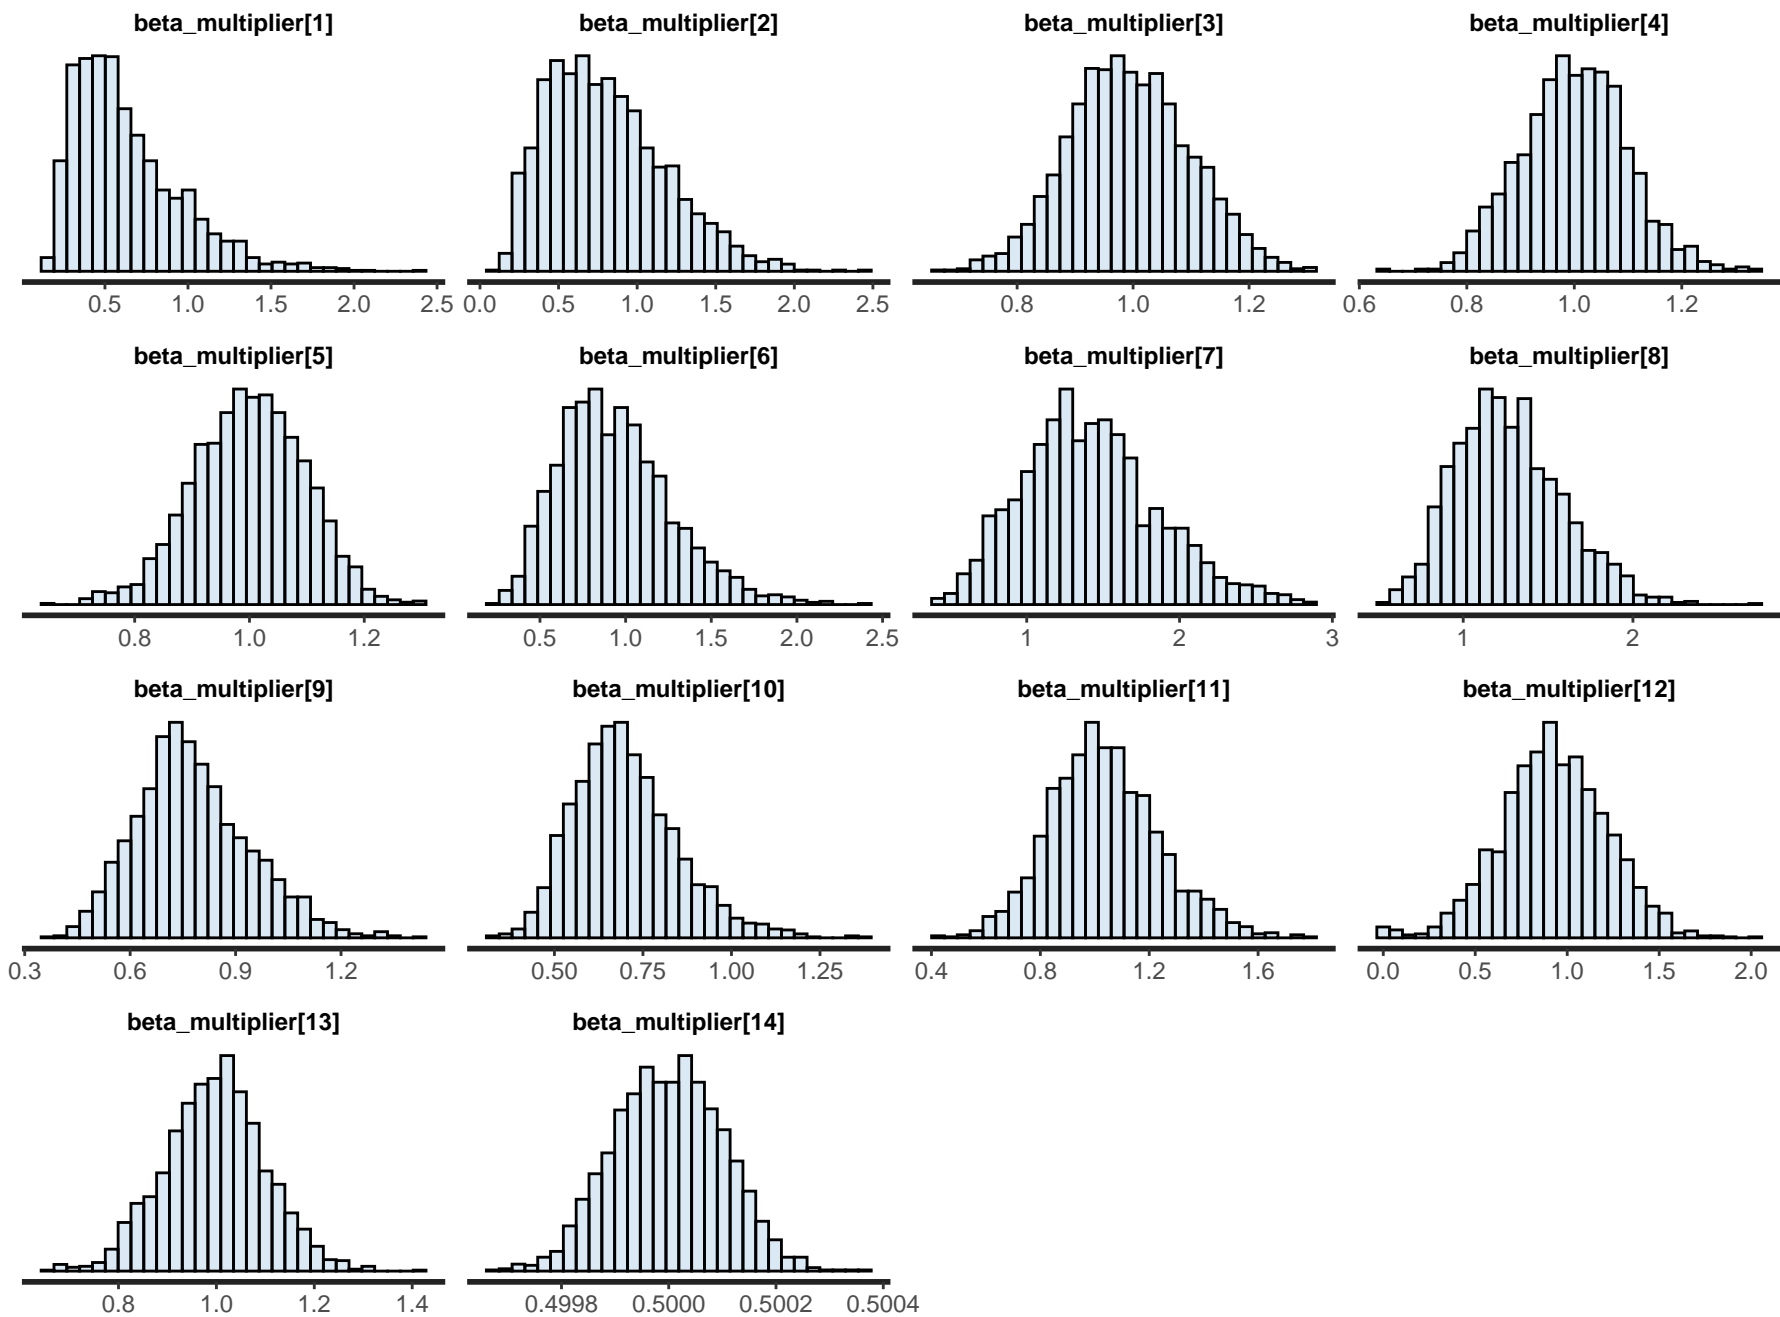 beta_multiplier[1] beta_multiplier[2] beta_multiplier[3] beta_multiplier[4]
0.5 1.0 1.5 2.0 2.5 0.0 0.5 1.0 1.5 2.0 2.5 0.8 1.0 1.2 0.6 0.8 1.0 1.2
beta_multiplier[5] beta_multiplier[6] beta_multiplier[7] beta_multiplier[8]
0.8 1.0 1.2 0.5 1.0 1.5 2.0 2.5 1 2 3 1 2
beta_multiplier[9] beta_multiplier[10] beta_multiplier[11] beta_multiplier[12]
0.3 0.6 0.9 1.2 0.50 0.75 1.00 1.25 0.4 0.8 1.2 1.6 0.0 0.5 1.0 1.5 2.0
beta_multiplier[13] beta_multiplier[14]
0.8 1.0 1.2 1.4 0.4998 0.5000 0.5002 0.5004